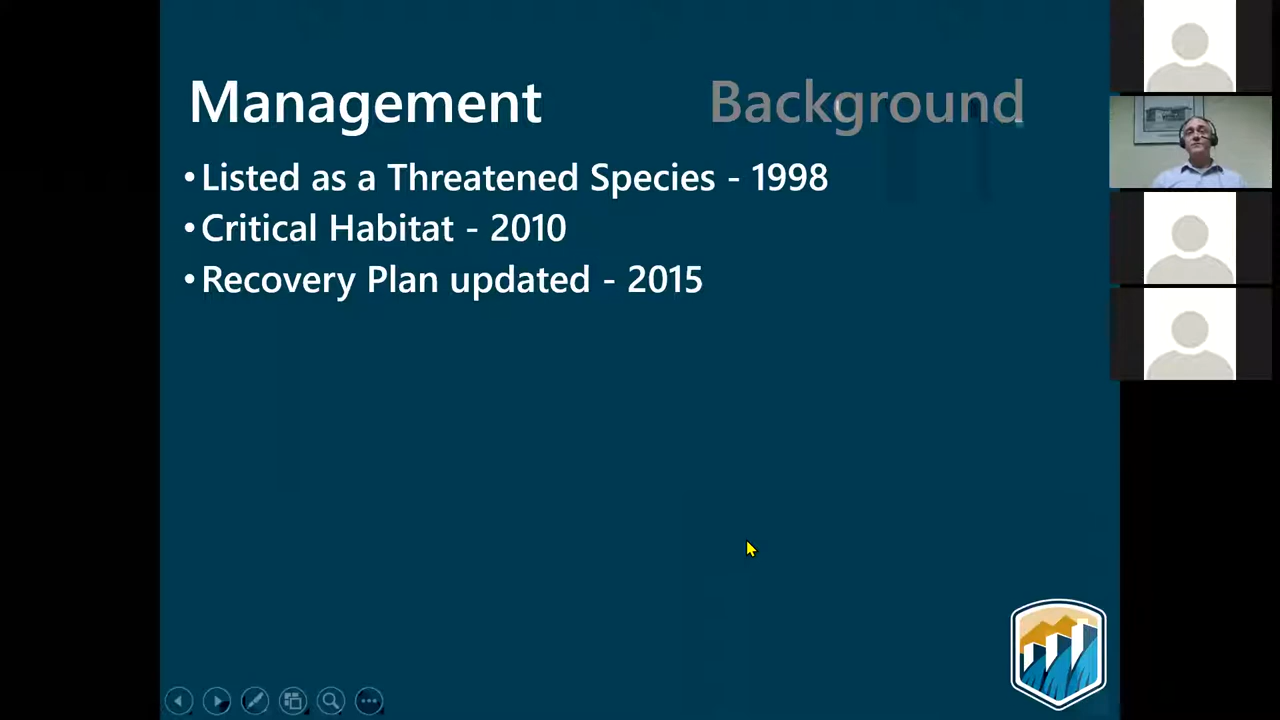 Management Background
• Listed as a Threatened Species - 1998
• Critical Habitat - 2010
• Recovery Plan updated - 2015